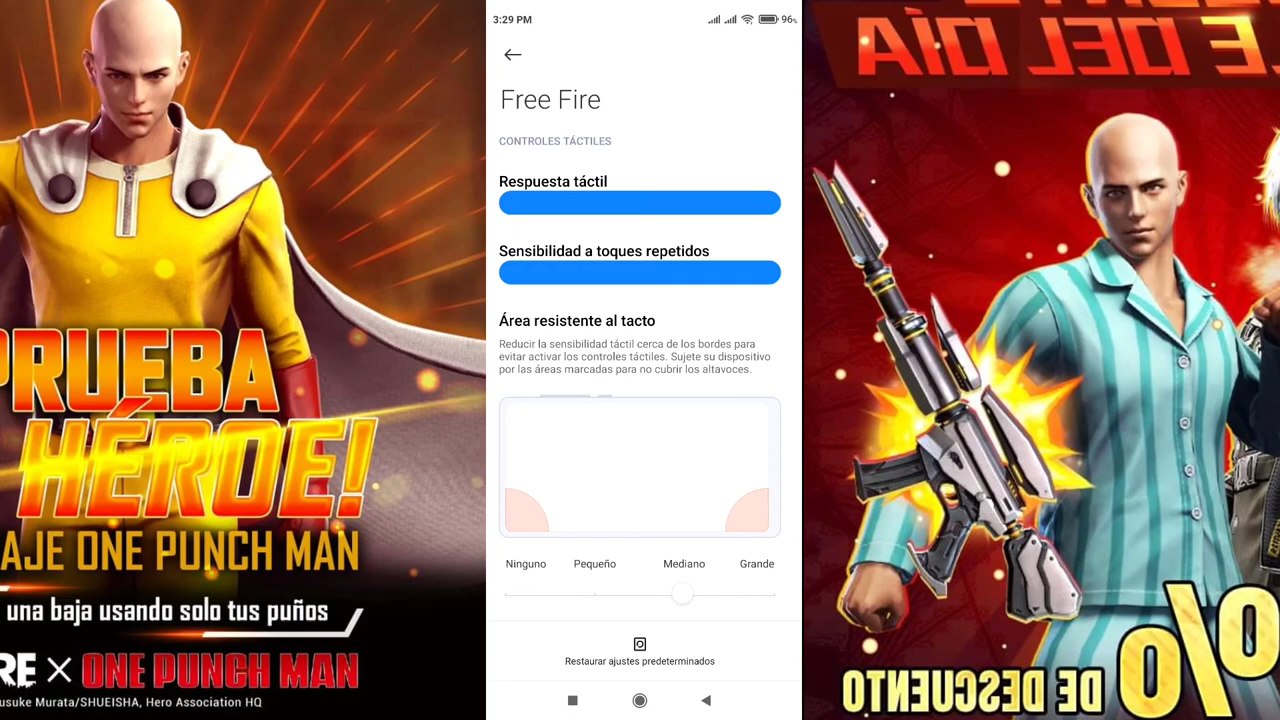 PRUEBA
HÉROE!
AJE ONE PUNCH MAN
una baja usando solo tus puños
RE × ONE PUNCH MAN
usuke Murata/SHUEISHA, Hero Association HQ
3:29 PM
96
Free Fire
CONTROLES TÁCTILES
Respuesta táctil
Sensibilidad a toques repetidos
Área resistente al tacto
Reducir la sensibilidad táctil cerca de los bordes para
evitar activar los controles táctiles. Sujete su dispositivo
por las áreas marcadas para no cubrir los altavoces.
Ninguno Pequeño Mediano Grande
Restaurar ajustes predeterminados
E DEL DÍA
%
DE DESCUENTO